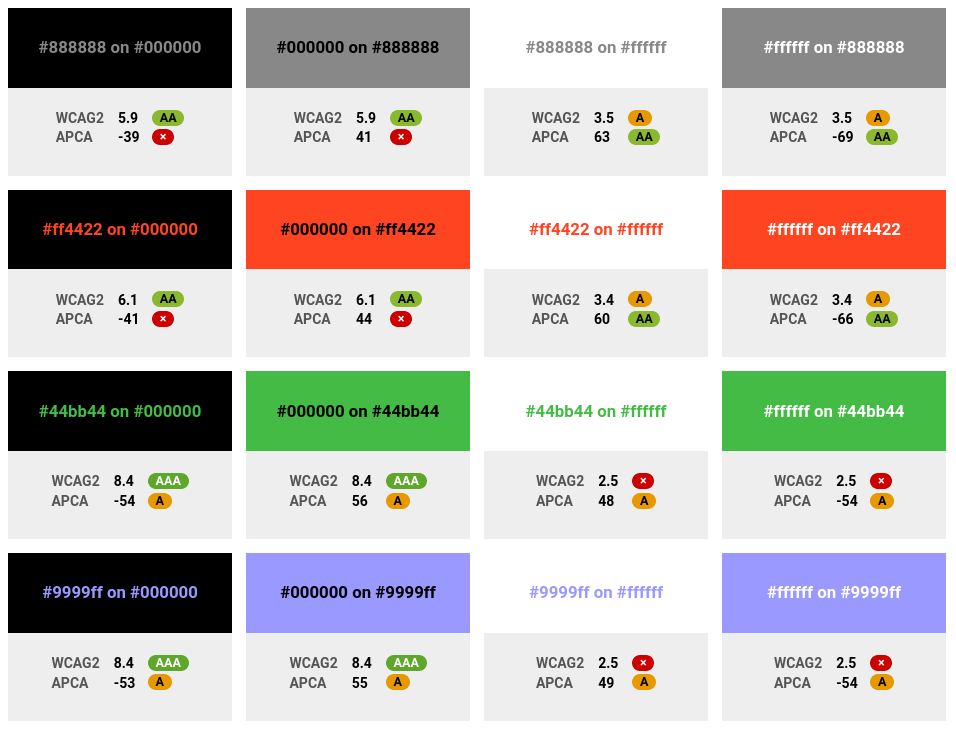 #888888 on #000000
WCAG2 5.9 AA
APCA -39 ×
#000000 on #888888
WCAG2 5.9 AA
APCA 41 ×
#888888 on #ffffff
WCAG2 3.5 A
APCA 63 AA
#ffffff on #888888
WCAG2 3.5 A
APCA -69 AA
#ff4422 on #000000
WCAG2 6.1 AA
APCA -41 ×
#000000 on #ff4422
WCAG2 6.1 AA
APCA 44 ×
#ff4422 on #ffffff
WCAG2 3.4 A
APCA 60 AA
#ffffff on #ff4422
WCAG2 3.4 A
APCA -66 AA
#44bb44 on #000000
WCAG2 8.4 AAA
APCA -54 A
#000000 on #44bb44
WCAG2 8.4 AAA
APCA 56 A
#44bb44 on #ffffff
WCAG2 2.5 ×
APCA 48 A
#ffffff on #44bb44
WCAG2 2.5 ×
APCA -54 A
#9999ff on #000000
WCAG2 8.4 AAA
APCA -53 A
#000000 on #9999ff
WCAG2 8.4 AAA
APCA 55 A
#9999ff on #ffffff
WCAG2 2.5 ×
APCA 49 A
#ffffff on #9999ff
WCAG2 2.5 ×
APCA -54 A